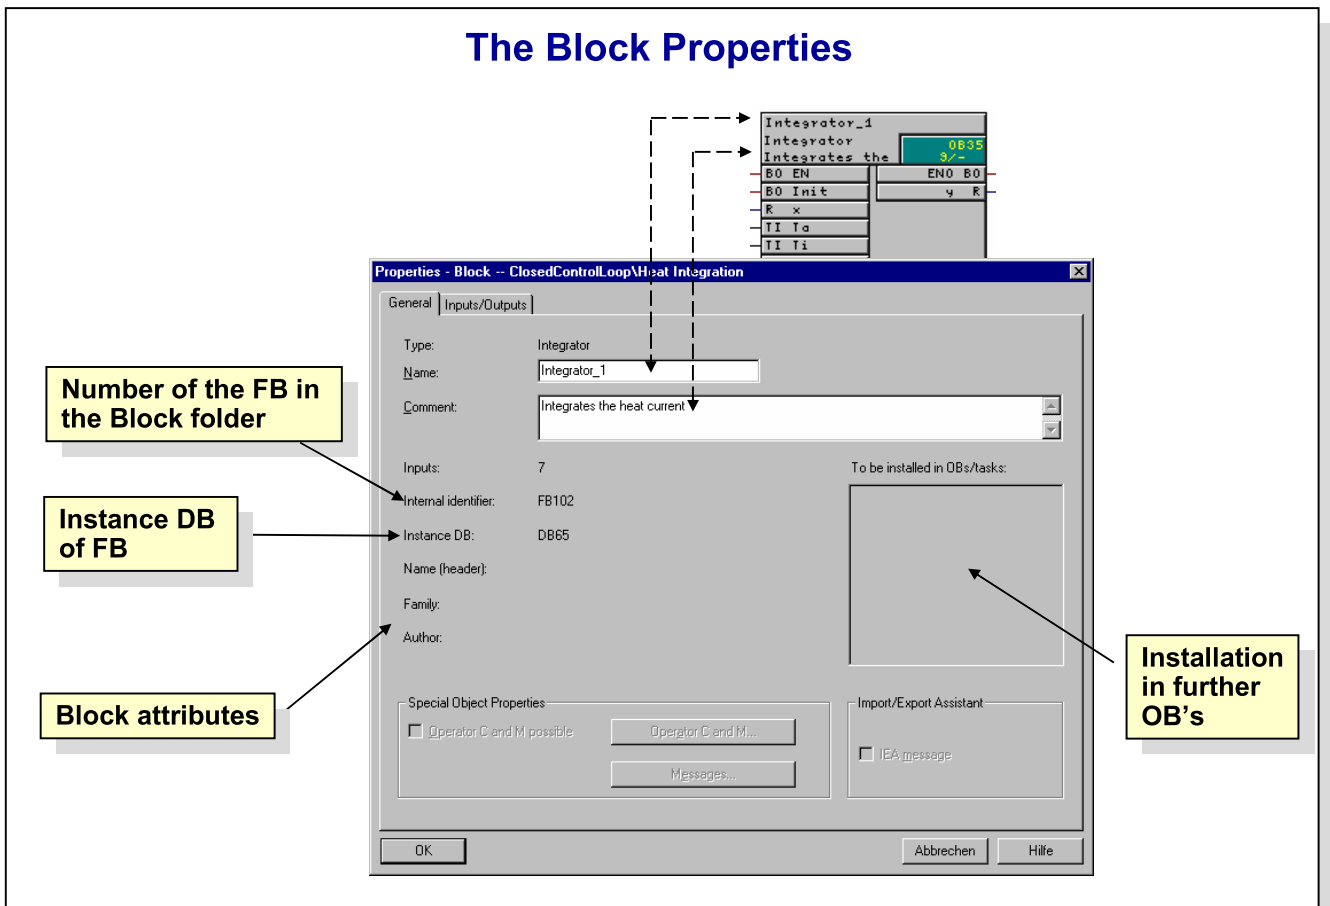 The Block Properties
Integrator_1
Integrator
Integrates the
OB35
9/-
BO EN
ENO BO
BO Init
y R
R x
TI Ta
TI Ti
Properties - Block -- ClosedControlLoop\Heat Integration
General
Inputs/Outputs
Type: Integrator
Name: Integrator_1
Comment: Integrates the heat current
Inputs: 7
To be installed in OBs/tasks:
Internal identifier: FB102
Instance DB: DB65
Name (header):
Family:
Author:
Special Object Properties
Operator C and M possible
Operator C and M...
Messages...
Import/Export Assistant
IEA message
OK
Abbrechen
Hilfe
Number of the FB in
the Block folder
Instance DB
of FB
Block attributes
Installation
in further
OB’s